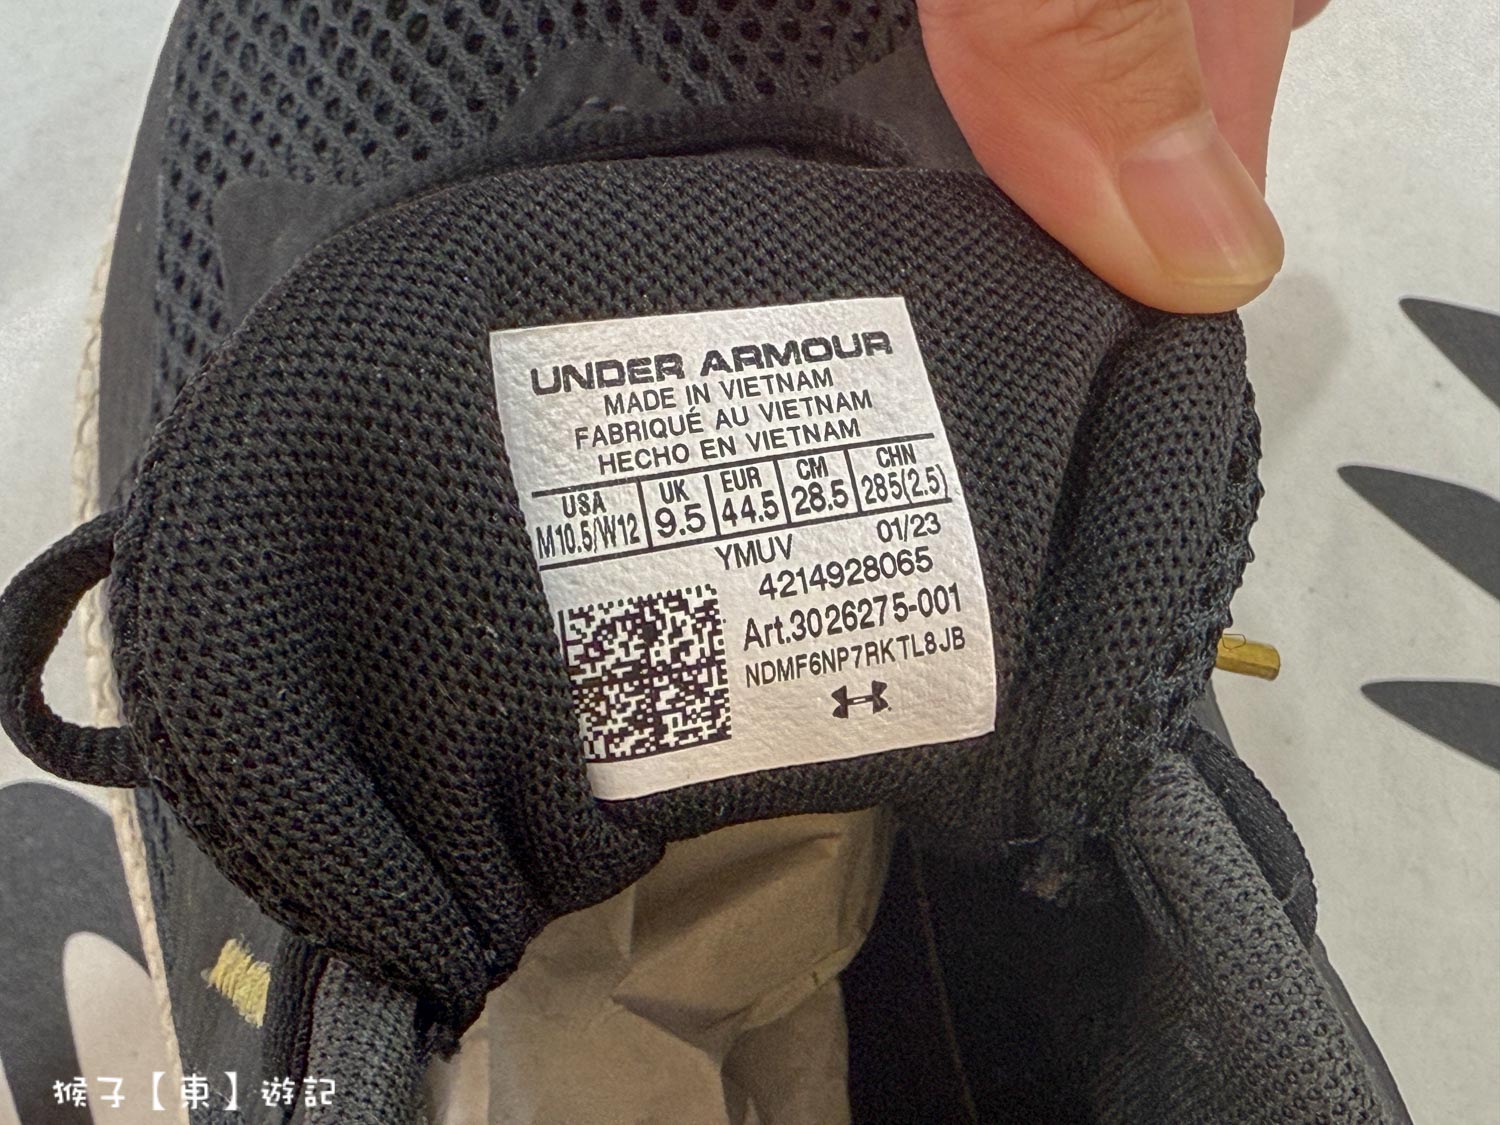 UNDER ARMOUR
MADE IN VIETNAM
FABRIQUÉ AU VIETNAM
HECHO EN VIETNAM
USA UK EUR CM CHN
M10.5/W12 9.5 44.5 28.5 285(2.5)
YMUV 01/23
4214928065
Art.3026275-001
NDMF6NP7RKTL8JB
猴子【東】遊記